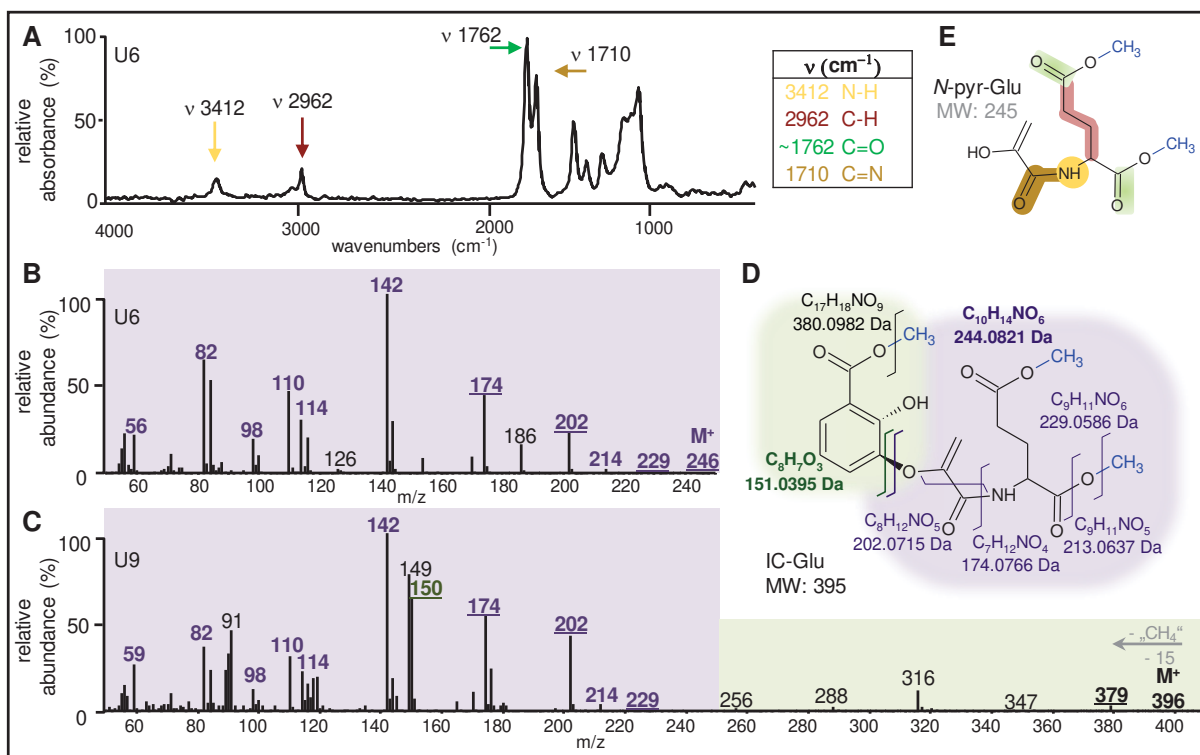 A
U6
relative
absorbance (%)
100
50
0
ν 3412
ν 2962
ν 1762
ν 1710
4000
3000
2000
1000
wavenumbers (cm⁻¹)
ν (cm⁻¹)
3412 N-H
2962 C-H
~1762 C=O
1710 C=N
E
N-pyr-Glu
MW: 245
O
O
CH₃
HO
NH
O
O
O
CH₃
B
U6
relative
abundance (%)
100
50
0
56
82
98
110
114
126
142
174
186
202
214
229
M⁺
246
60 80 100 120 140 160 180 200 220 240
m/z
C
U9
relative
abundance (%)
100
50
0
59
82
91
98
110
114
142
149
150
174
202
214
229
256
288
316
347
379
M⁺
396
- „CH₄“
- 15
60 80 100 120 140 160 180 200 220 240 260 280 300 320 340 360 380 400
m/z
D
C₁₇H₁₈NO₉
380.0982 Da
C₁₀H₁₄NO₆
244.0821 Da
O
O
CH₃
OH
O
O
O
CH₃
NH
O
O
CH₃
O
C₉H₁₁NO₆
229.0586 Da
C₈H₇O₃
151.0395 Da
C₈H₁₂NO₅
202.0715 Da
C₇H₁₂NO₄
174.0766 Da
C₉H₁₁NO₅
213.0637 Da
IC-Glu
MW: 395